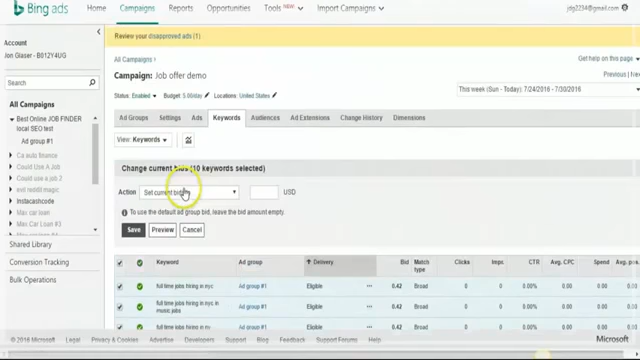 Bing ads Home Campaigns Reports Opportunities Tools NEW Import Campaigns jdg2234@gmail.com
Account
Jon Glaser - B012Y4UG
Search
All Campaigns
Best Online JOB FINDER
local SEO test
Ad group #1
Ca auto finance
Could Use A Job
Could use a job 2
exit reddit magic
Instacashcode
Max car loan
Max Car Loan #3
Shared Library
Conversion Tracking
Bulk Operations
Review your disapproved ads (1)
All Campaigns ›
Get help on this page
Campaign: Job offer demo
Previous | Nex
Status: Enabled Budget: 5.00/day Locations: United States
This week (Sun - Today) 7/24/2016 - 7/30/2016
Ad Groups Settings Ads Keywords Audiences Ad Extensions Change History Dimensions
View: Keywords
Change current bids (10 keywords selected)
Action Set current bid USD
To use the default ad group bid, leave the bid amount empty.
Save Preview Cancel
Keyword Ad group Delivery Bid Match type Clicks Impr. CTR Avg. CPC Spend Avg. pos.
full time jobs hiring in nyc Ad group #1 Eligible ••• 0.42 Broad 0 0 0.00% 0.00 0.00
full time jobs hiring in nyc in music jobs Ad group #1 Eligible ••• 0.42 Broad 0 0 0.00% 0.00 0.00
full time jobs in ny Ad group #1 Eligible ••• 0.42 Broad 0 0 0.00% 0.00 0.00
© 2016 Microsoft Legal Privacy & Cookies Advertise Developers Support Blog Feedback Support Forums Help Microsoft